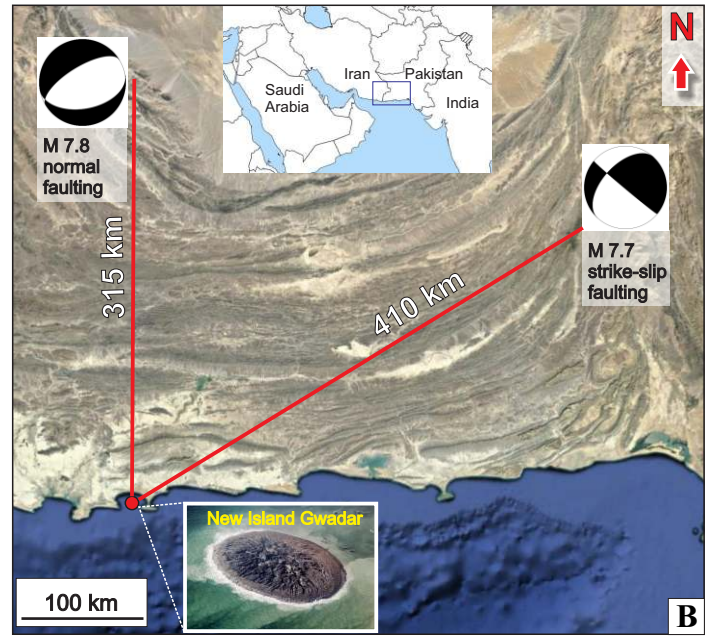 M 7.8
normal
faulting
315 km
Iran
Pakistan
Saudi
Arabia
India
N
M 7.7
strike-slip
faulting
410 km
New Island Gwadar
100 km
B